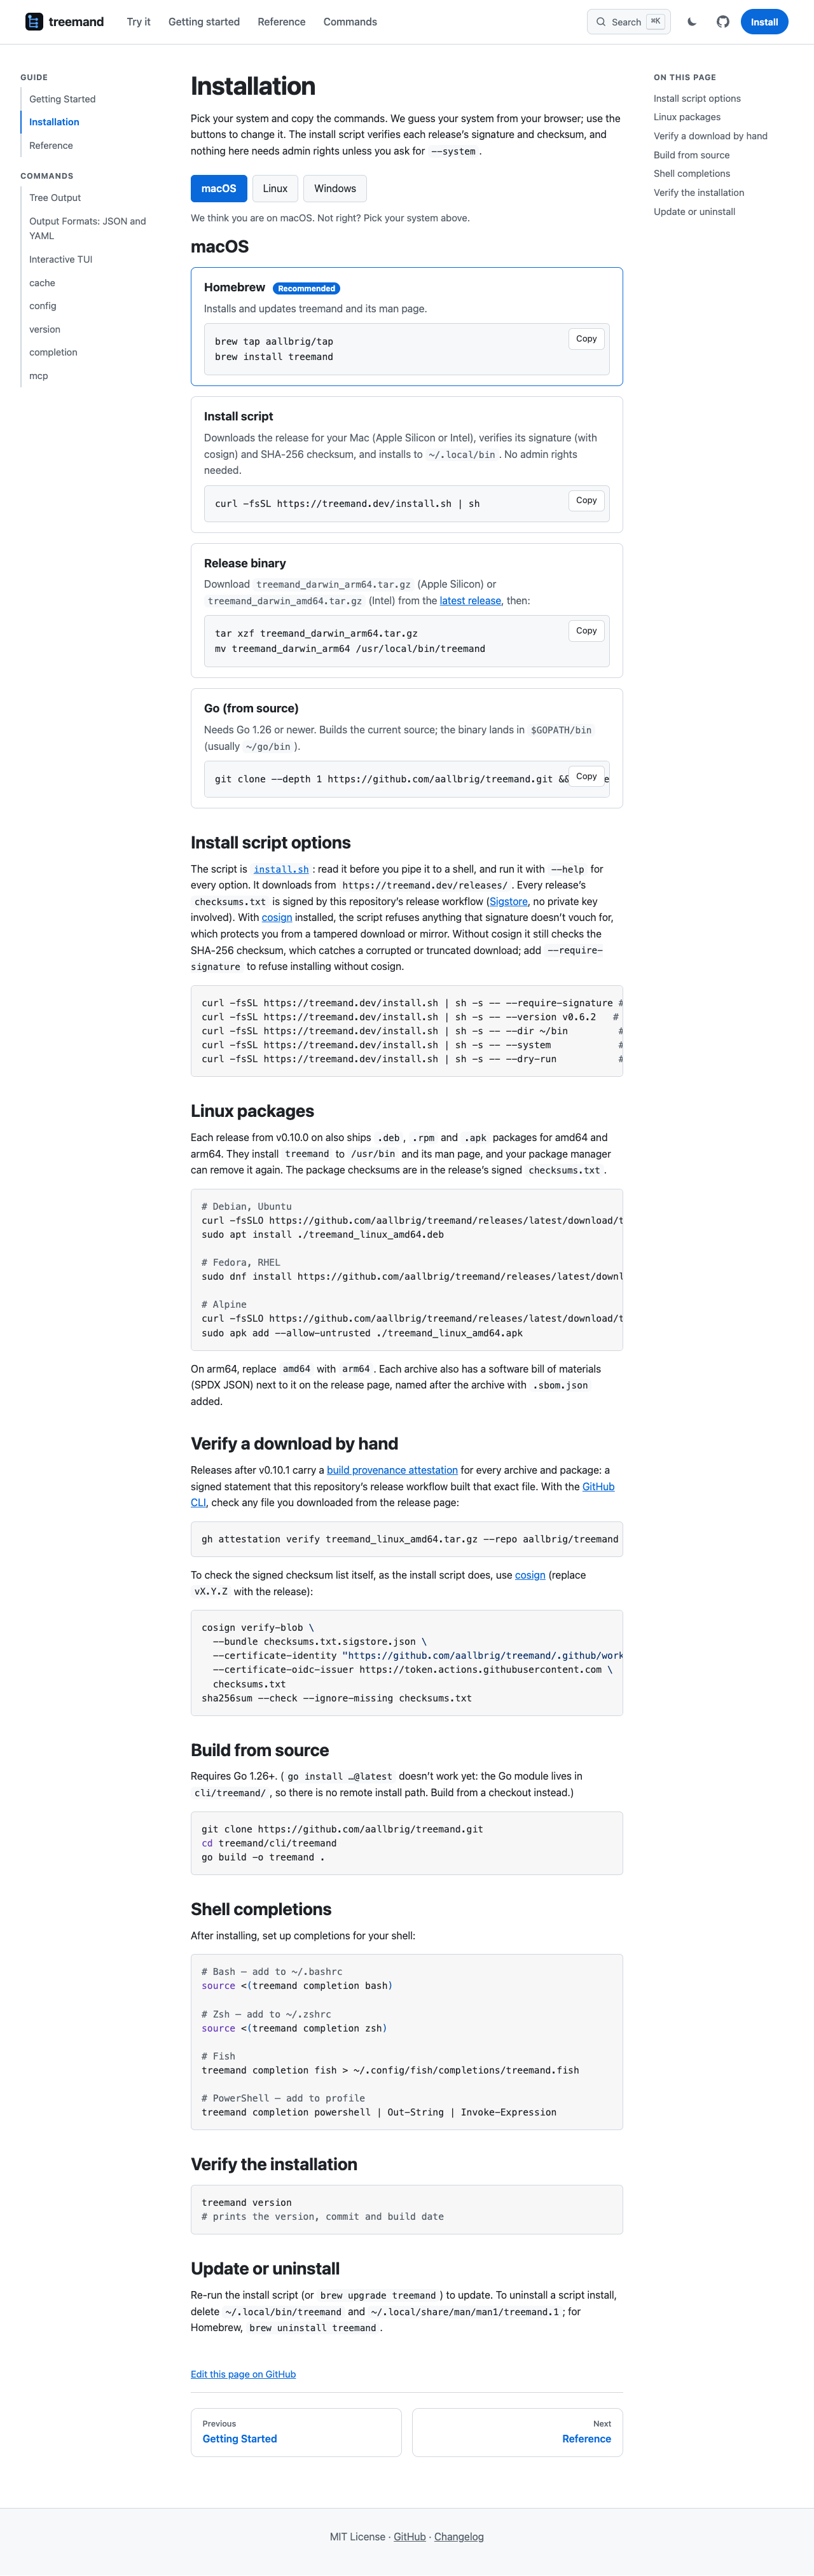 treemand
Try it
Getting started
Reference
Commands
Search
⌘K
Install
GUIDE
Getting Started
Installation
Reference
COMMANDS
Tree Output
Output Formats: JSON and
YAML
Interactive TUI
cache
config
version
completion
mcp
Installation
Pick your system and copy the commands. We guess your system from your browser; use the
buttons to change it. The install script verifies each release's signature and checksum, and
nothing here needs admin rights unless you ask for --system.
macOS
Linux
Windows
We think you are on macOS. Not right? Pick your system above.
macOS
Homebrew Recommended
Installs and updates treemand and its man page.
Copy
brew tap aallbrig/tap
brew install treemand
Install script
Downloads the release for your Mac (Apple Silicon or Intel), verifies its signature (with
cosign) and SHA-256 checksum, and installs to ~/.local/bin. No admin rights
needed.
Copy
curl -fsSL https://treemand.dev/install.sh | sh
Release binary
Download treemand_darwin_arm64.tar.gz (Apple Silicon) or
treemand_darwin_amd64.tar.gz (Intel) from the latest release, then:
Copy
tar xzf treemand_darwin_arm64.tar.gz
mv treemand_darwin_arm64 /usr/local/bin/treemand
Go (from source)
Needs Go 1.26 or newer. Builds the current source; the binary lands in $GOPATH/bin
(usually ~/go/bin).
Copy
git clone --depth 1 https://github.com/aallbrig/treemand.git &&
Install script options
The script is install.sh: read it before you pipe it to a shell, and run it with --help for
every option. It downloads from https://treemand.dev/releases/. Every release's
checksums.txt is signed by this repository's release workflow (Sigstore, no private key
involved). With cosign installed, the script refuses anything that signature doesn't vouch for,
which protects you from a tampered download or mirror. Without cosign it still checks the
SHA-256 checksum, which catches a corrupted or truncated download; add --require-
signature to refuse installing without cosign.
curl -fsSL https://treemand.dev/install.sh | sh -s -- --require-signature #
curl -fsSL https://treemand.dev/install.sh | sh -s -- --version v0.6.2 #
curl -fsSL https://treemand.dev/install.sh | sh -s -- --dir ~/bin #
curl -fsSL https://treemand.dev/install.sh | sh -s -- --system #
curl -fsSL https://treemand.dev/install.sh | sh -s -- --dry-run #
Linux packages
Each release from v0.10.0 on also ships .deb, .rpm and .apk packages for amd64 and
arm64. They install treemand to /usr/bin and its man page, and your package manager
can remove it again. The package checksums are in the release's signed checksums.txt.
# Debian, Ubuntu
curl -fsSLO https://github.com/aallbrig/treemand/releases/latest/download/t
sudo apt install ./treemand_linux_amd64.deb
# Fedora, RHEL
sudo dnf install https://github.com/aallbrig/treemand/releases/latest/downl
# Alpine
curl -fsSLO https://github.com/aallbrig/treemand/releases/latest/download/t
sudo apk add --allow-untrusted ./treemand_linux_amd64.apk
On arm64, replace amd64 with arm64. Each archive also has a software bill of materials
(SPDX JSON) next to it on the release page, named after the archive with .sbom.json
added.
Verify a download by hand
Releases after v0.10.1 carry a build provenance attestation for every archive and package: a
signed statement that this repository's release workflow built that exact file. With the GitHub
CLI, check any file you downloaded from the release page:
gh attestation verify treemand_linux_amd64.tar.gz --repo aallbrig/treemand
To check the signed checksum list itself, as the install script does, use cosign (replace
vX.Y.Z with the release):
cosign verify-blob \
--bundle checksums.txt.sigstore.json \
--certificate-identity "https://github.com/aallbrig/treemand/.github/work
--certificate-oidc-issuer https://token.actions.githubusercontent.com \
checksums.txt
sha256sum --check --ignore-missing checksums.txt
Build from source
Requires Go 1.26+. (go install …@latest doesn't work yet: the Go module lives in
cli/treemand/, so there is no remote install path. Build from a checkout instead.)
git clone https://github.com/aallbrig/treemand.git
cd treemand/cli/treemand
go build -o treemand .
Shell completions
After installing, set up completions for your shell:
# Bash — add to ~/.bashrc
source <(treemand completion bash)
# Zsh — add to ~/.zshrc
source <(treemand completion zsh)
# Fish
treemand completion fish > ~/.config/fish/completions/treemand.fish
# PowerShell — add to profile
treemand completion powershell | Out-String | Invoke-Expression
Verify the installation
treemand version
# prints the version, commit and build date
Update or uninstall
Re-run the install script (or brew upgrade treemand) to update. To uninstall a script install,
delete ~/.local/bin/treemand and ~/.local/share/man/man1/treemand.1; for
Homebrew, brew uninstall treemand.
Edit this page on GitHub
Previous
Getting Started
Next
Reference
ON THIS PAGE
Install script options
Linux packages
Verify a download by hand
Build from source
Shell completions
Verify the installation
Update or uninstall
MIT License · GitHub · Changelog